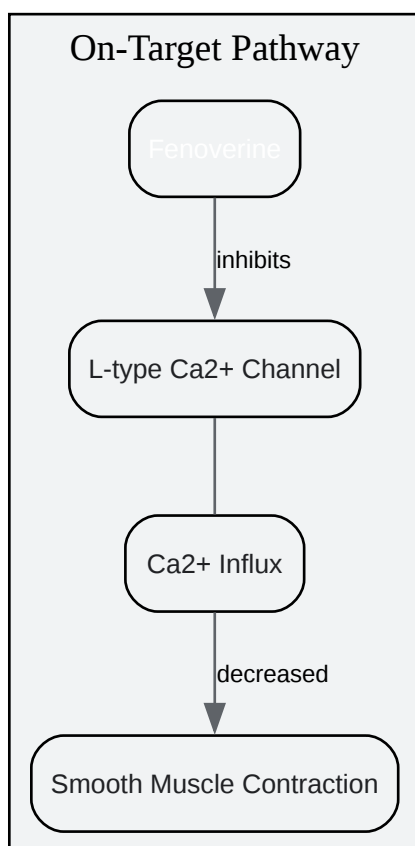 On-Target Pathway
Fenoverine
inhibits
L-type Ca2+ Channel
Ca2+ Influx
decreased
Smooth Muscle Contraction